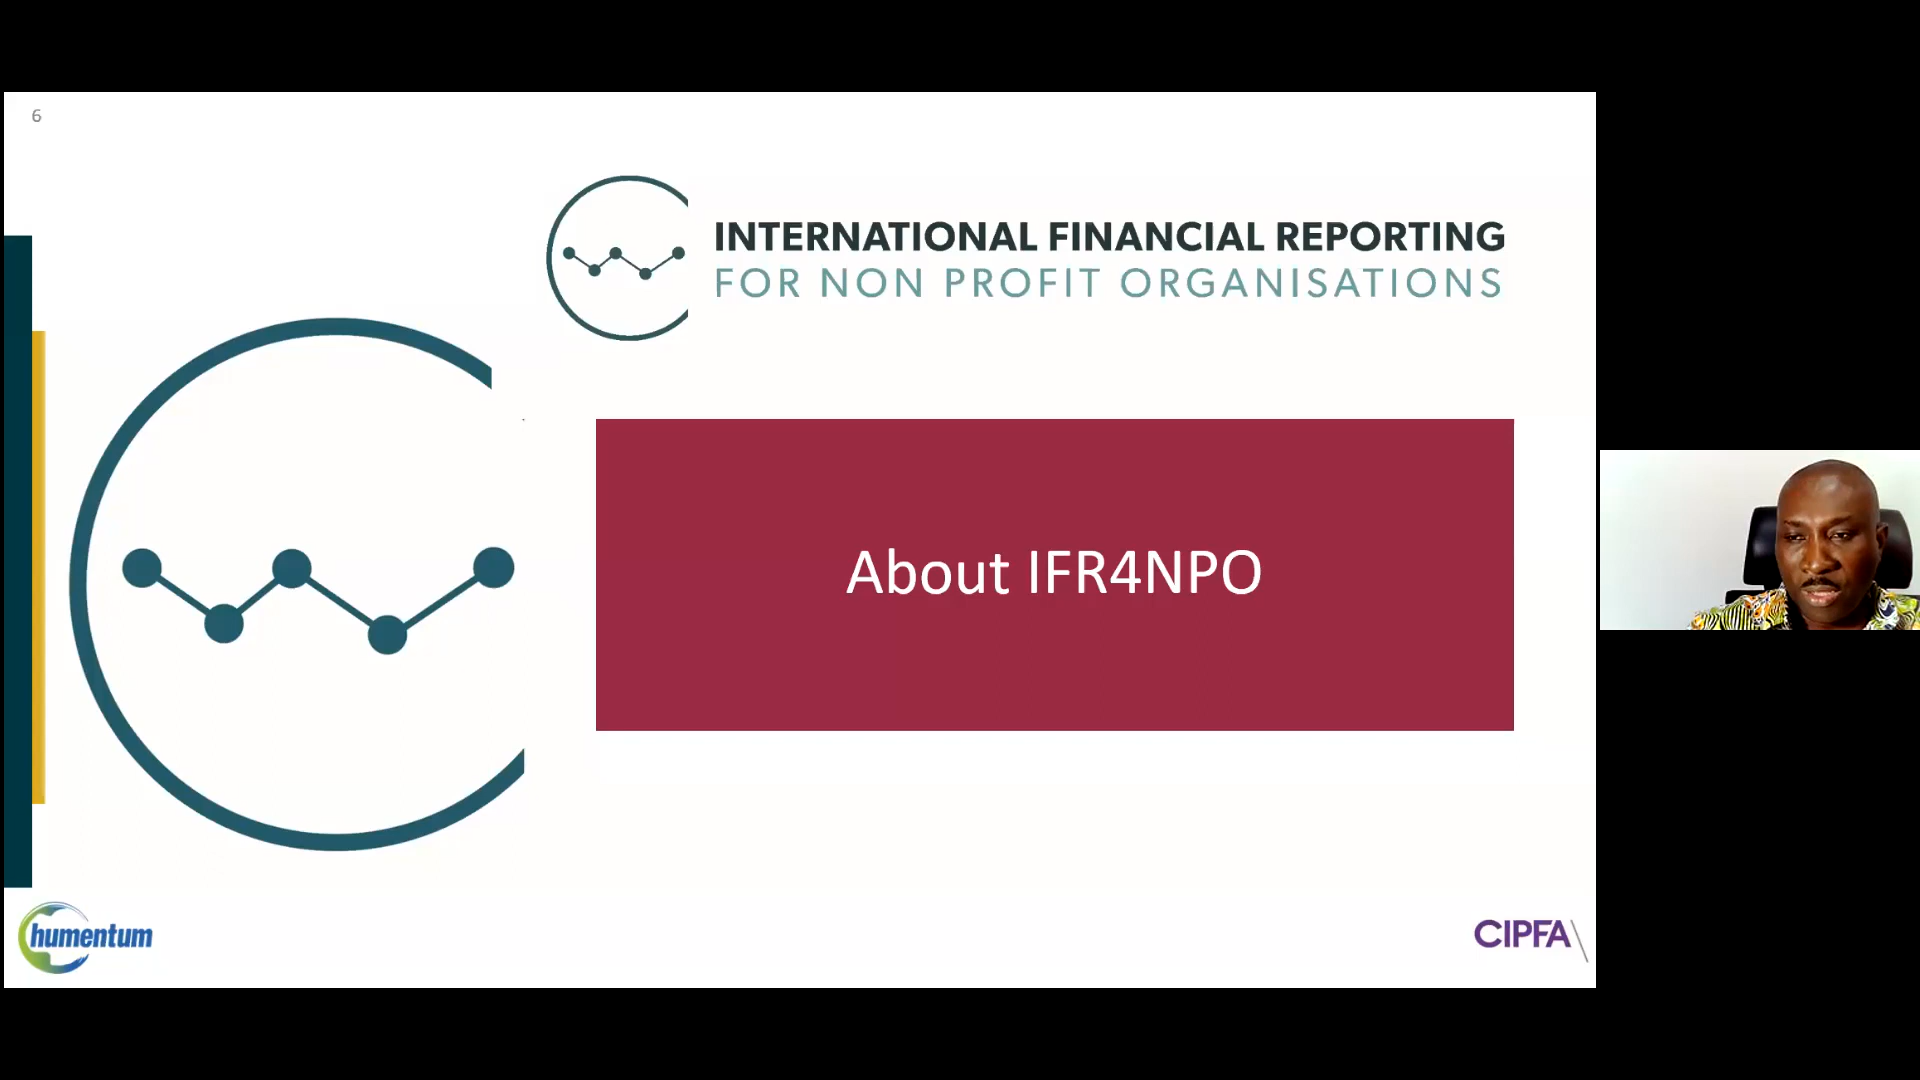 6
INTERNATIONAL FINANCIAL REPORTING
FOR NON PROFIT ORGANISATIONS
About IFR4NPO
humentum
CIPFA